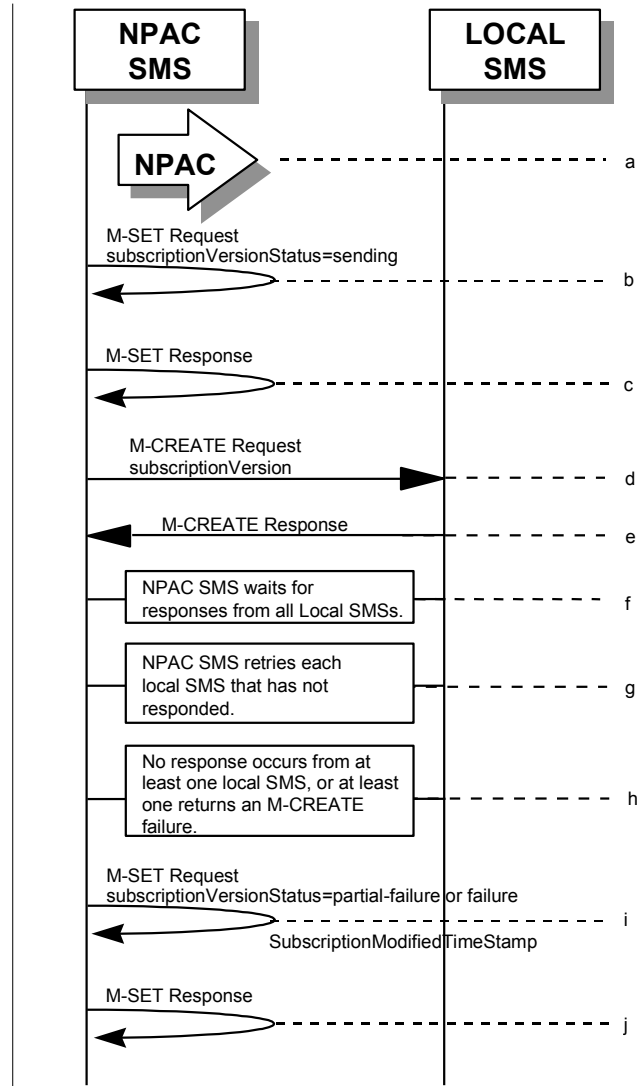 NPAC
SMS
LOCAL
SMS
NPAC
a
M-SET Request
subscriptionVersionStatus=sending
b
M-SET Response
c
M-CREATE Request
subscriptionVersion
d
M-CREATE Response
e
NPAC SMS waits for
responses from all Local SMSs.
f
NPAC SMS retries each
local SMS that has not
responded.
g
No response occurs from at
least one local SMS, or at least
one returns an M-CREATE
failure.
h
M-SET Request
subscriptionVersionStatus=partial-failure or failure
i
SubscriptionModifiedTimeStamp
M-SET Response
j